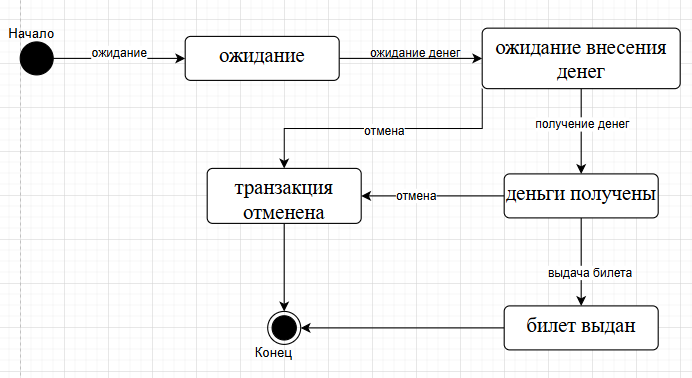 Начало
ожидание
ожидание
ожидание денег
ожидание внесения
денег
отмена
получение денег
транзакция
отменена
отмена
деньги получены
выдача билета
билет выдан
Конец